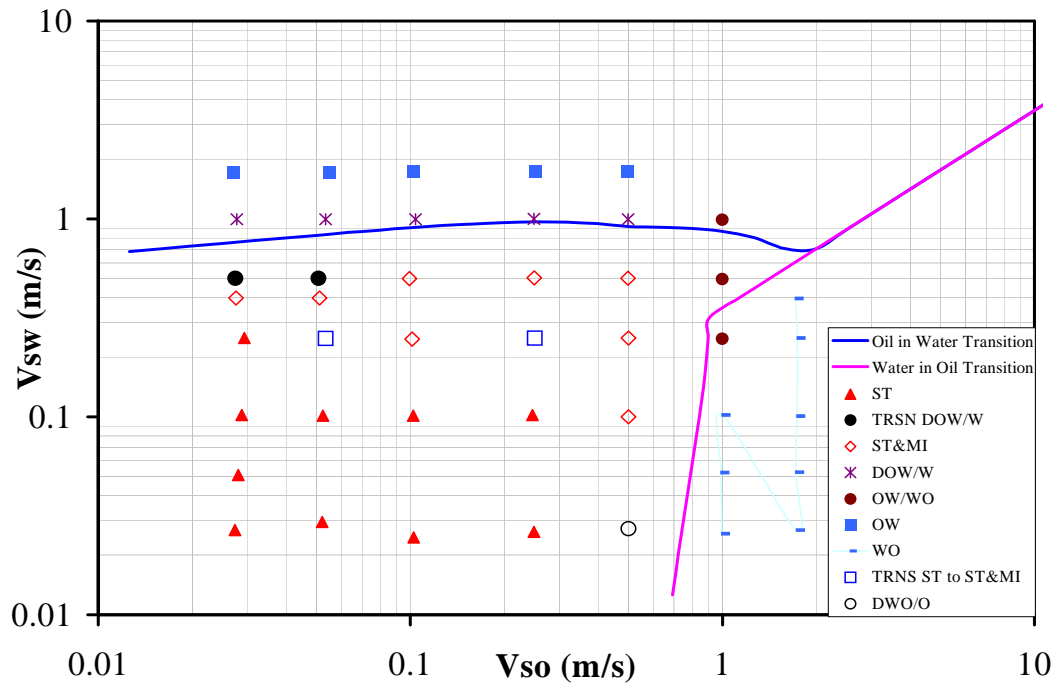 10
1
0.1
0.01
Vsw (m/s)
0.01
0.1
1
10
Vso (m/s)
Oil in Water Transition
Water in Oil Transition
ST
TRSN DOW/W
ST&MI
DOW/W
OW/WO
OW
WO
TRNS ST to ST&MI
DWO/O